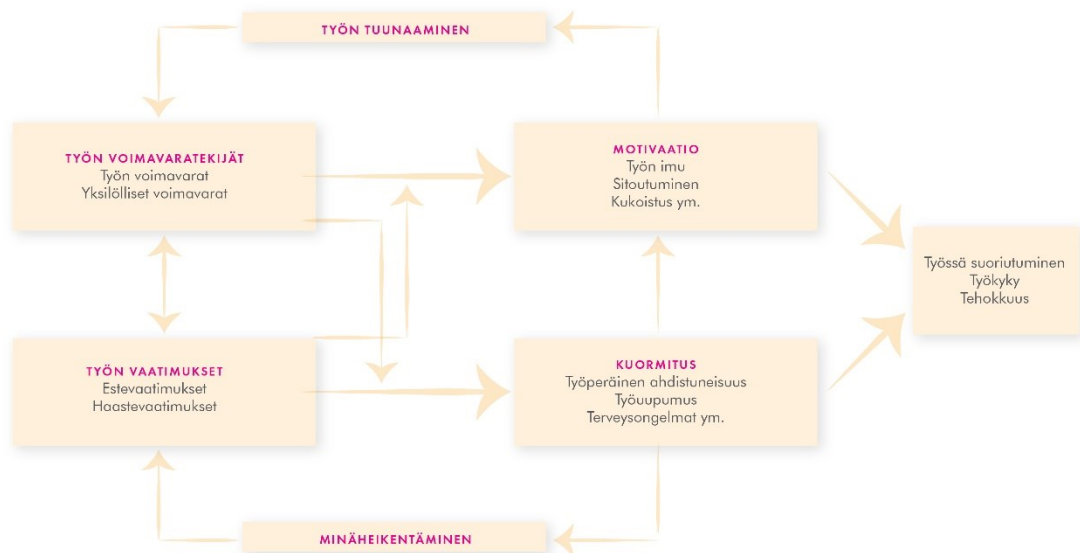 TYÖN TUUNAAMINEN
TYÖN VOIMAVARATEKIJÄT
Työn voimavarat
Yksilölliset voimavarat
MOTIVAATIO
Työn imu
Sitoutuminen
Kukoistus ym.
Työssä suoriutuminen
Työkyky
Tehokkuus
TYÖN VAATIMUKSET
Estevaatimukset
Haastevaatimukset
KUORMITUS
Työperäinen ahdistuneisuus
Työuupumus
Terveysongelmat ym.
MINÄHEIKENTÄMINEN